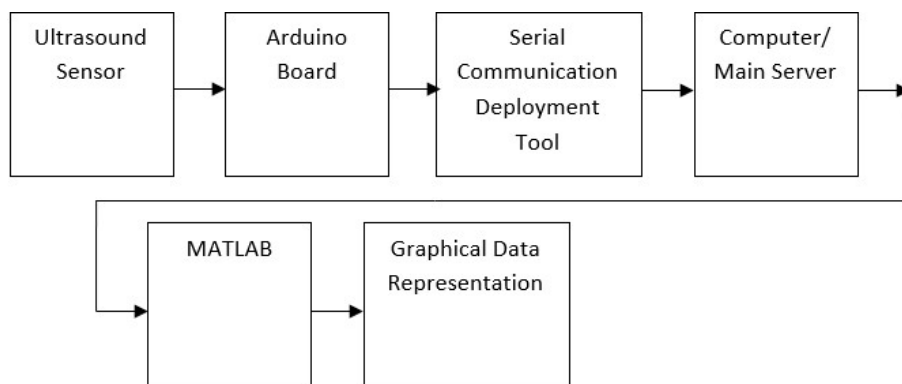 Ultrasound
Sensor
Arduino
Board
Serial
Communication
Deployment
Tool
Computer/
Main Server
MATLAB
Graphical Data
Representation